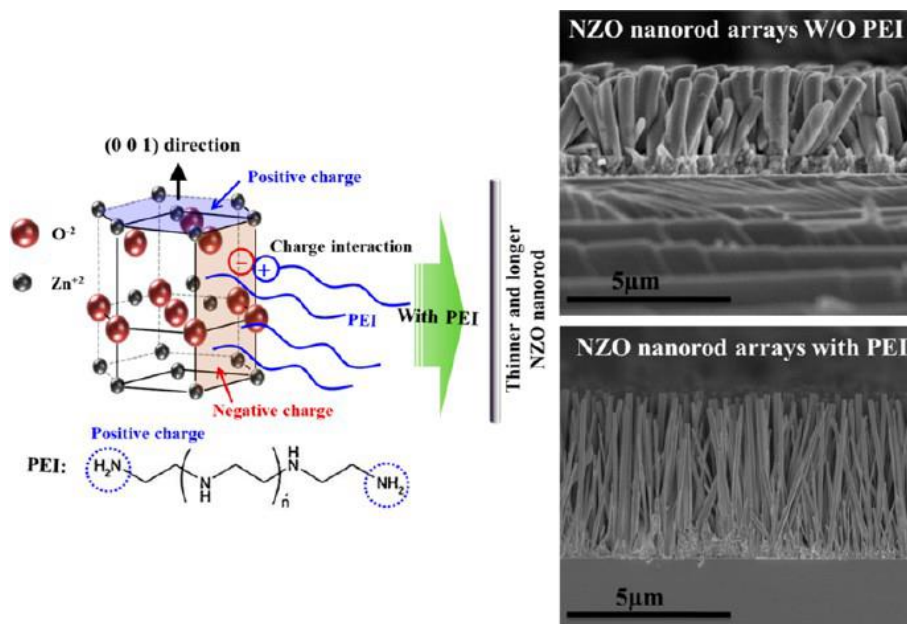 (0 0 1) direction
Positive charge
O-2
Zn+2
− +
Charge interaction
PEI
Negative charge
With PEI
Thinner and longer
NZO nanorod
Positive charge
PEI:
H2N
N
H
H
N
n
NH2
NZO nanorod arrays W/O PEI
5μm
NZO nanorod arrays with PEI
5μm